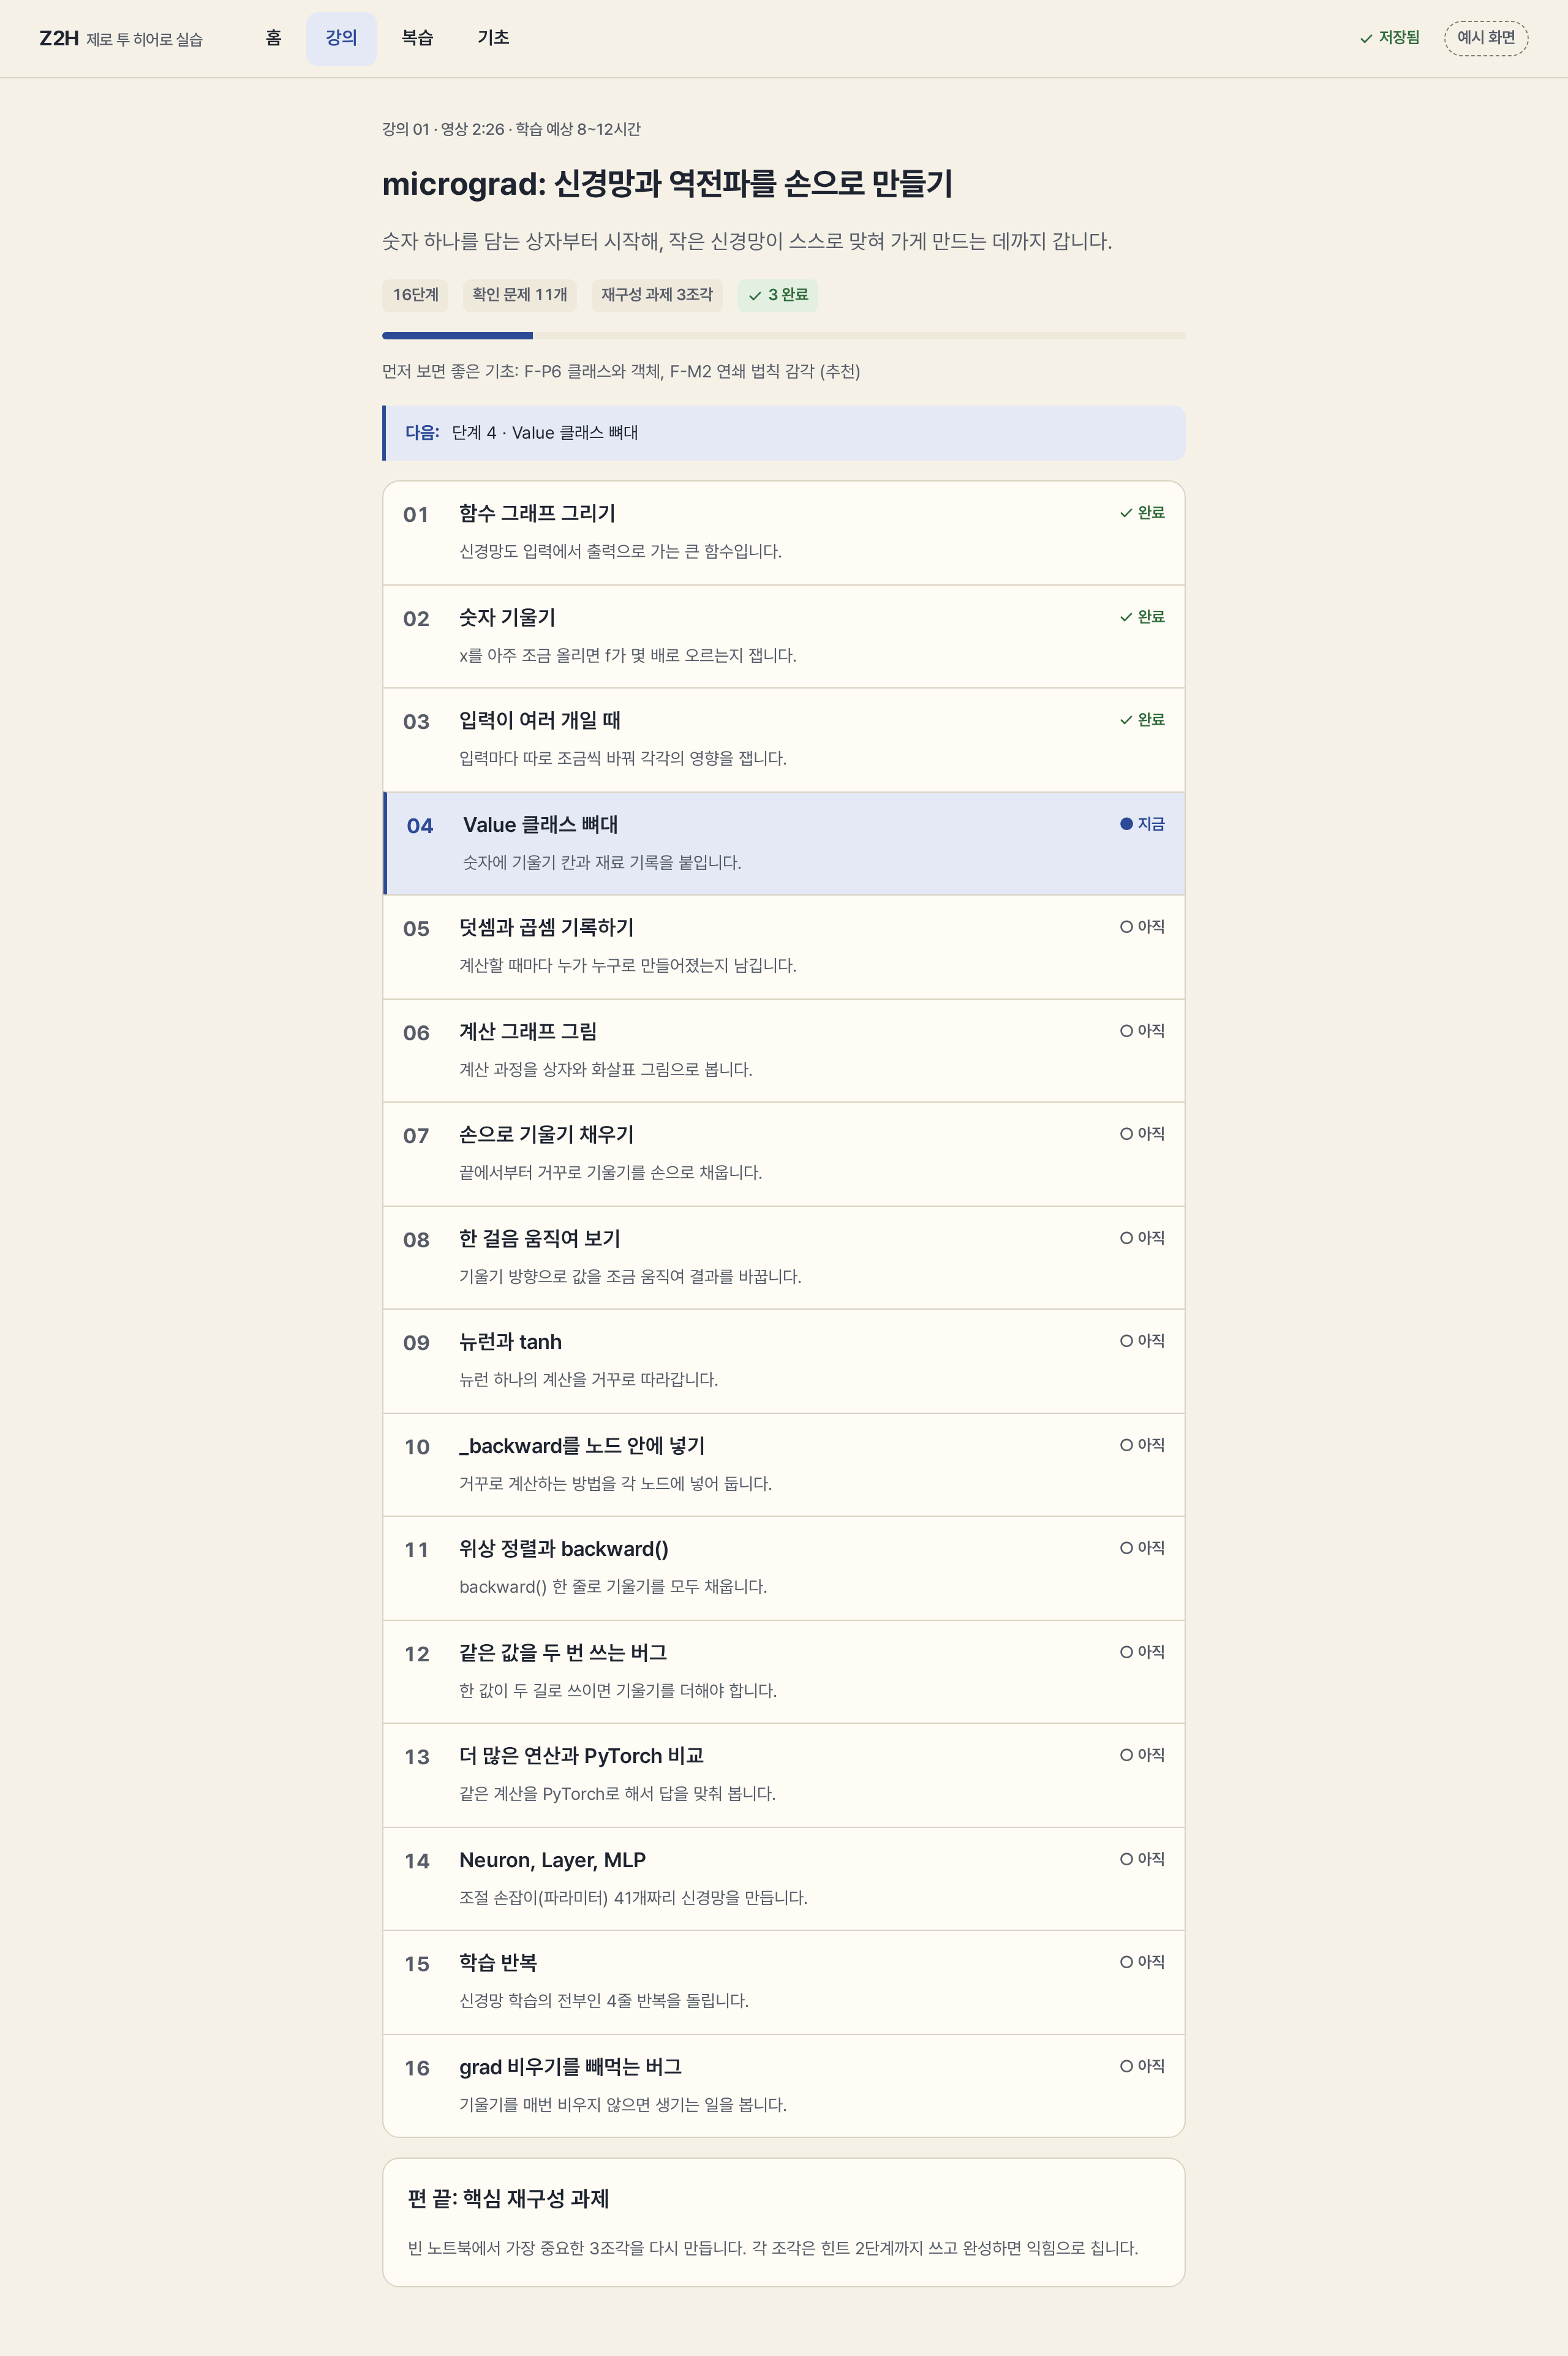 Z2H 제로 투 히어로 실습 홈 강의 복습 기초 ✓ 저장됨 예시 화면
강의 01 · 영상 2:26 · 학습 예상 8~12시간
micrograd: 신경망과 역전파를 손으로 만들기
숫자 하나를 담는 상자부터 시작해, 작은 신경망이 스스로 맞혀 가게 만드는 데까지 갑니다.
16단계 확인 문제 11개 재구성 과제 3조각 ✓ 3 완료
먼저 보면 좋은 기초: F-P6 클래스와 객체, F-M2 연쇄 법칙 감각 (추천)
다음: 단계 4 · Value 클래스 뼈대
01 함수 그래프 그리기 ✓ 완료
신경망도 입력에서 출력으로 가는 큰 함수입니다.
02 숫자 기울기 ✓ 완료
x를 아주 조금 올리면 f가 몇 배로 오르는지 잽니다.
03 입력이 여러 개일 때 ✓ 완료
입력마다 따로 조금씩 바꿔 각각의 영향을 잽니다.
04 Value 클래스 뼈대 ● 지금
숫자에 기울기 칸과 재료 기록을 붙입니다.
05 덧셈과 곱셈 기록하기 ○ 아직
계산할 때마다 누가 누구로 만들어졌는지 남깁니다.
06 계산 그래프 그림 ○ 아직
계산 과정을 상자와 화살표 그림으로 봅니다.
07 손으로 기울기 채우기 ○ 아직
끝에서부터 거꾸로 기울기를 손으로 채웁니다.
08 한 걸음 움직여 보기 ○ 아직
기울기 방향으로 값을 조금 움직여 결과를 바꿉니다.
09 뉴런과 tanh ○ 아직
뉴런 하나의 계산을 거꾸로 따라갑니다.
10 _backward를 노드 안에 넣기 ○ 아직
거꾸로 계산하는 방법을 각 노드에 넣어 둡니다.
11 위상 정렬과 backward() ○ 아직
backward() 한 줄로 기울기를 모두 채웁니다.
12 같은 값을 두 번 쓰는 버그 ○ 아직
한 값이 두 길로 쓰이면 기울기를 더해야 합니다.
13 더 많은 연산과 PyTorch 비교 ○ 아직
같은 계산을 PyTorch로 해서 답을 맞춰 봅니다.
14 Neuron, Layer, MLP ○ 아직
조절 손잡이(파라미터) 41개짜리 신경망을 만듭니다.
15 학습 반복 ○ 아직
신경망 학습의 전부인 4줄 반복을 돌립니다.
16 grad 비우기를 빼먹는 버그 ○ 아직
기울기를 매번 비우지 않으면 생기는 일을 봅니다.
편 끝: 핵심 재구성 과제
빈 노트북에서 가장 중요한 3조각을 다시 만듭니다. 각 조각은 힌트 2단계까지 쓰고 완성하면 익힘으로 칩니다.